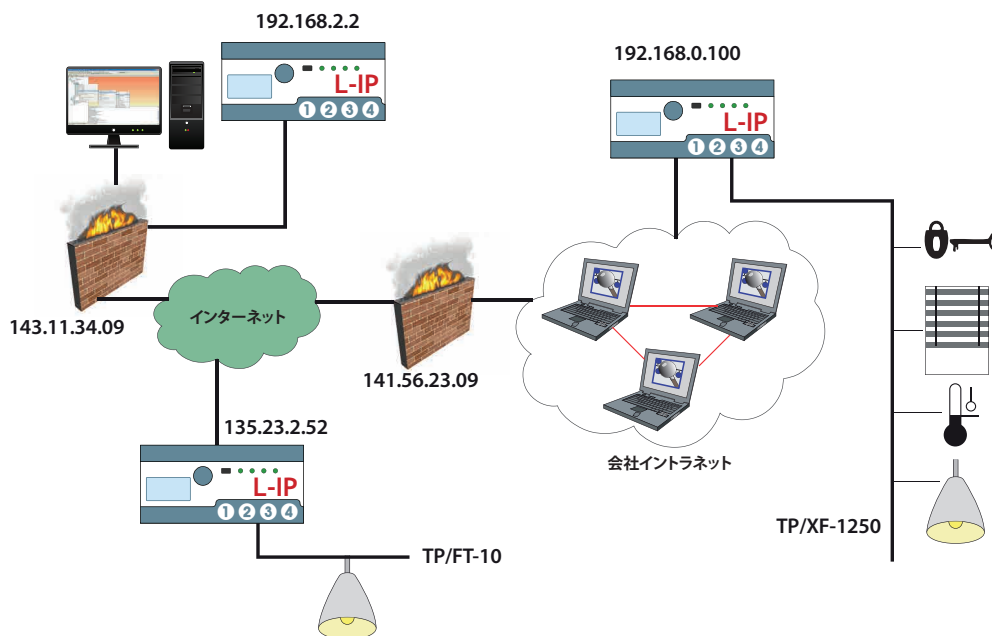 192.168.2.2
L-IP
1 2 3 4
192.168.0.100
L-IP
1 2 3 4
143.11.34.09
インターネット
141.56.23.09
135.23.2.52
L-IP
1 2 3 4
会社イントラネット
TP/XF-1250
TP/FT-10